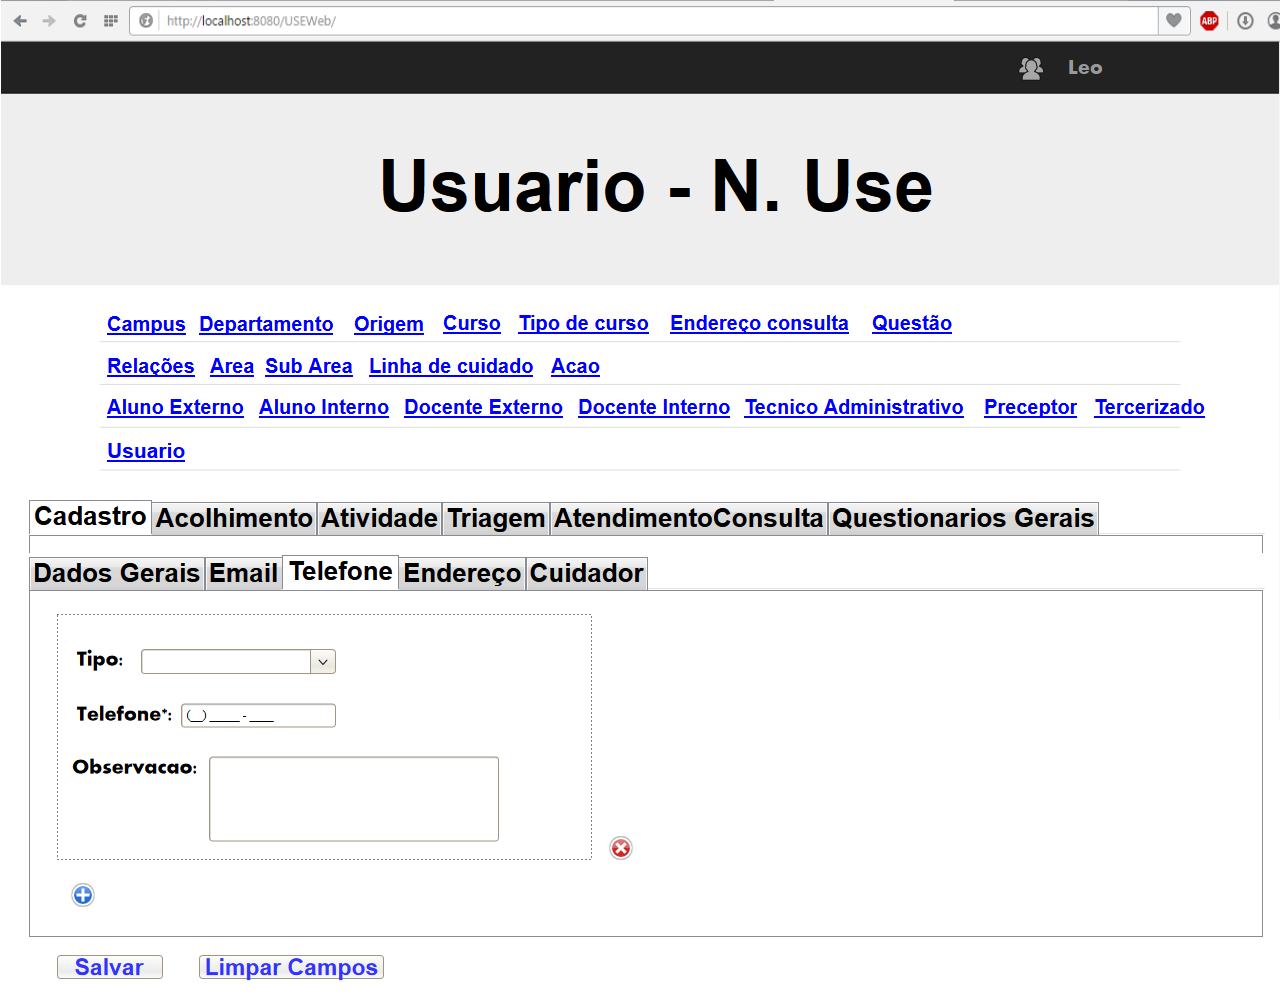 http://localhost:8080/USEWeb/
ABP
Leo
Usuario - N. Use
Campus Departamento Origem Curso Tipo de curso Endereço consulta Questão
Relações Area Sub Area Linha de cuidado Acao
Aluno Externo Aluno Interno Docente Externo Docente Interno Tecnico Administrativo Preceptor Tercerizado
Usuario
Cadastro Acolhimento Atividade Triagem AtendimentoConsulta Questionarios Gerais
Dados Gerais Email Telefone Endereço Cuidador
Tipo:
Telefone*: (__) ____ - ____
Observacao:
Salvar Limpar Campos